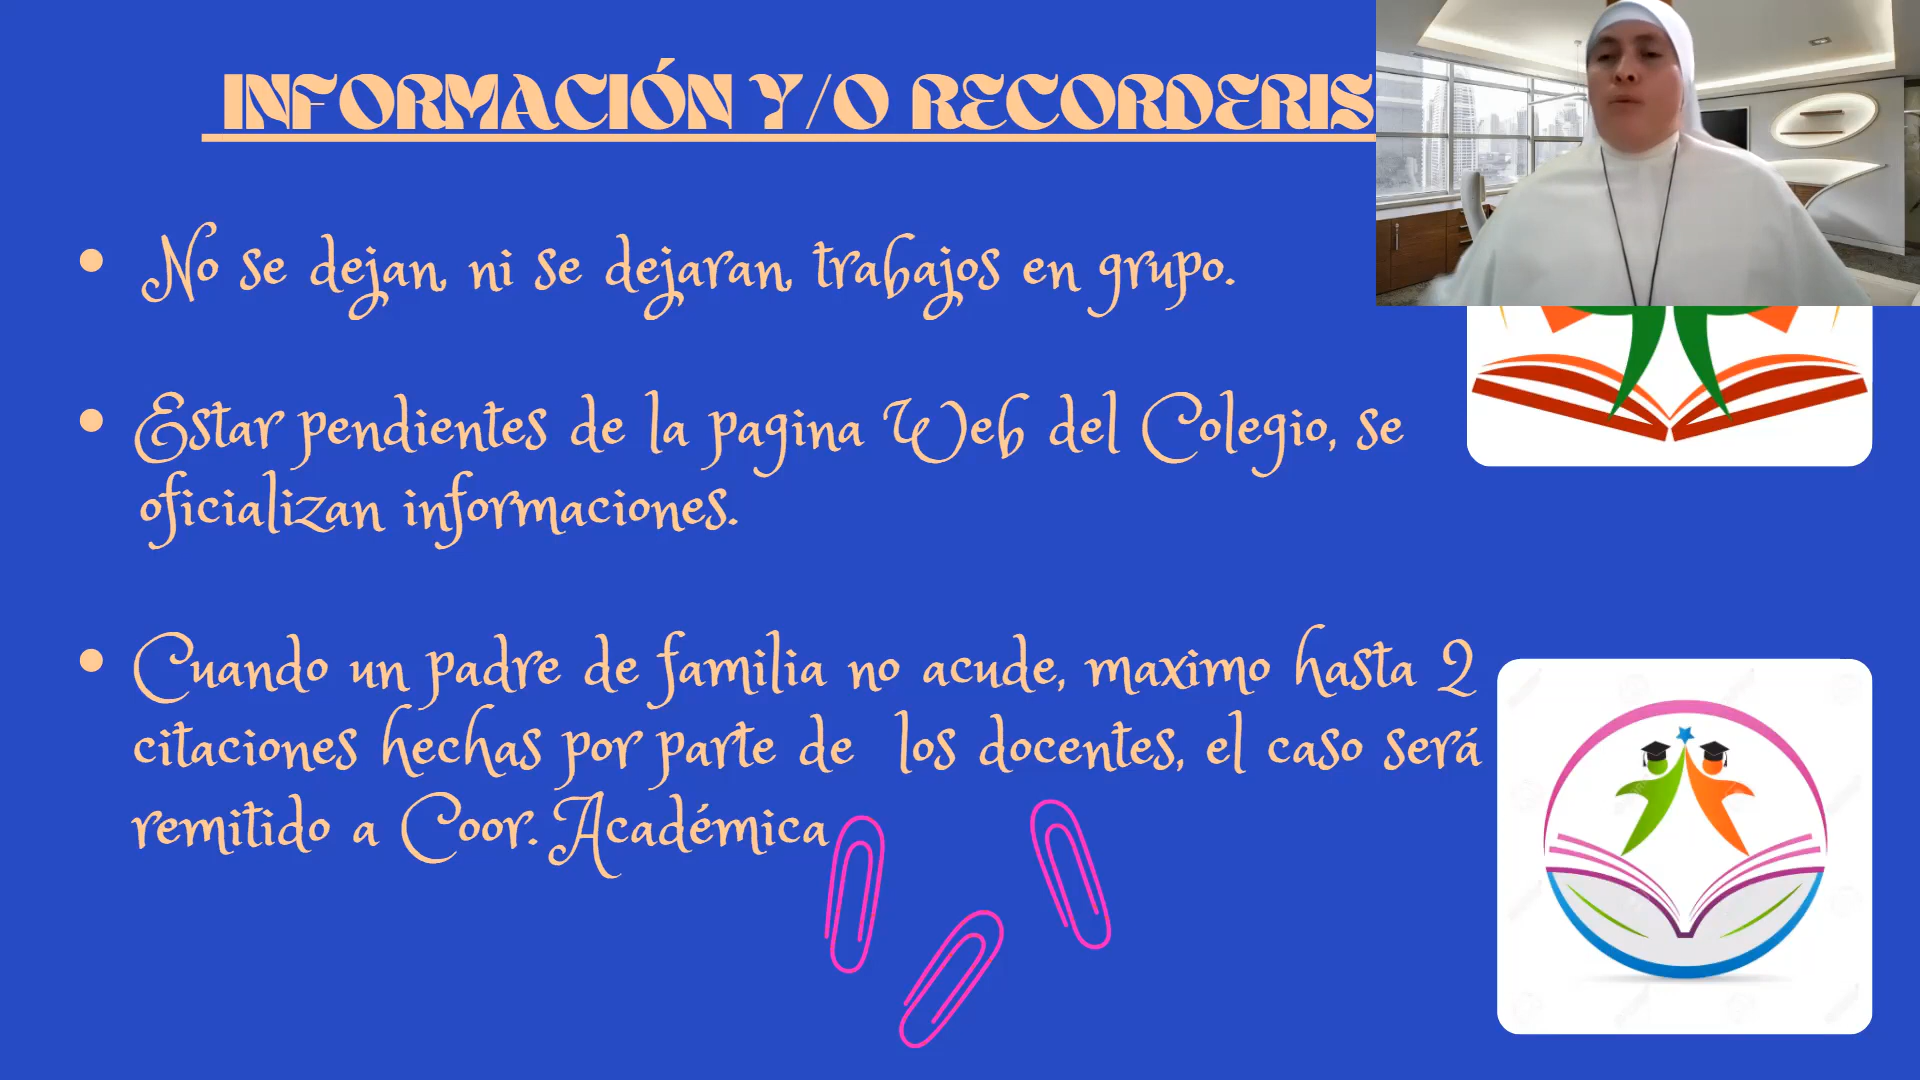 INFORMACIÓN Y/O RECORDERIS
• No se dejan ni se dejaran trabajos en grupo.
• Estar pendientes de la pagina Web del Colegio, se
oficializan informaciones.
• Cuando un padre de familia no acude, maximo hasta 2
citaciones hechas por parte de los docentes, el caso será
remitido a Coor. Académica